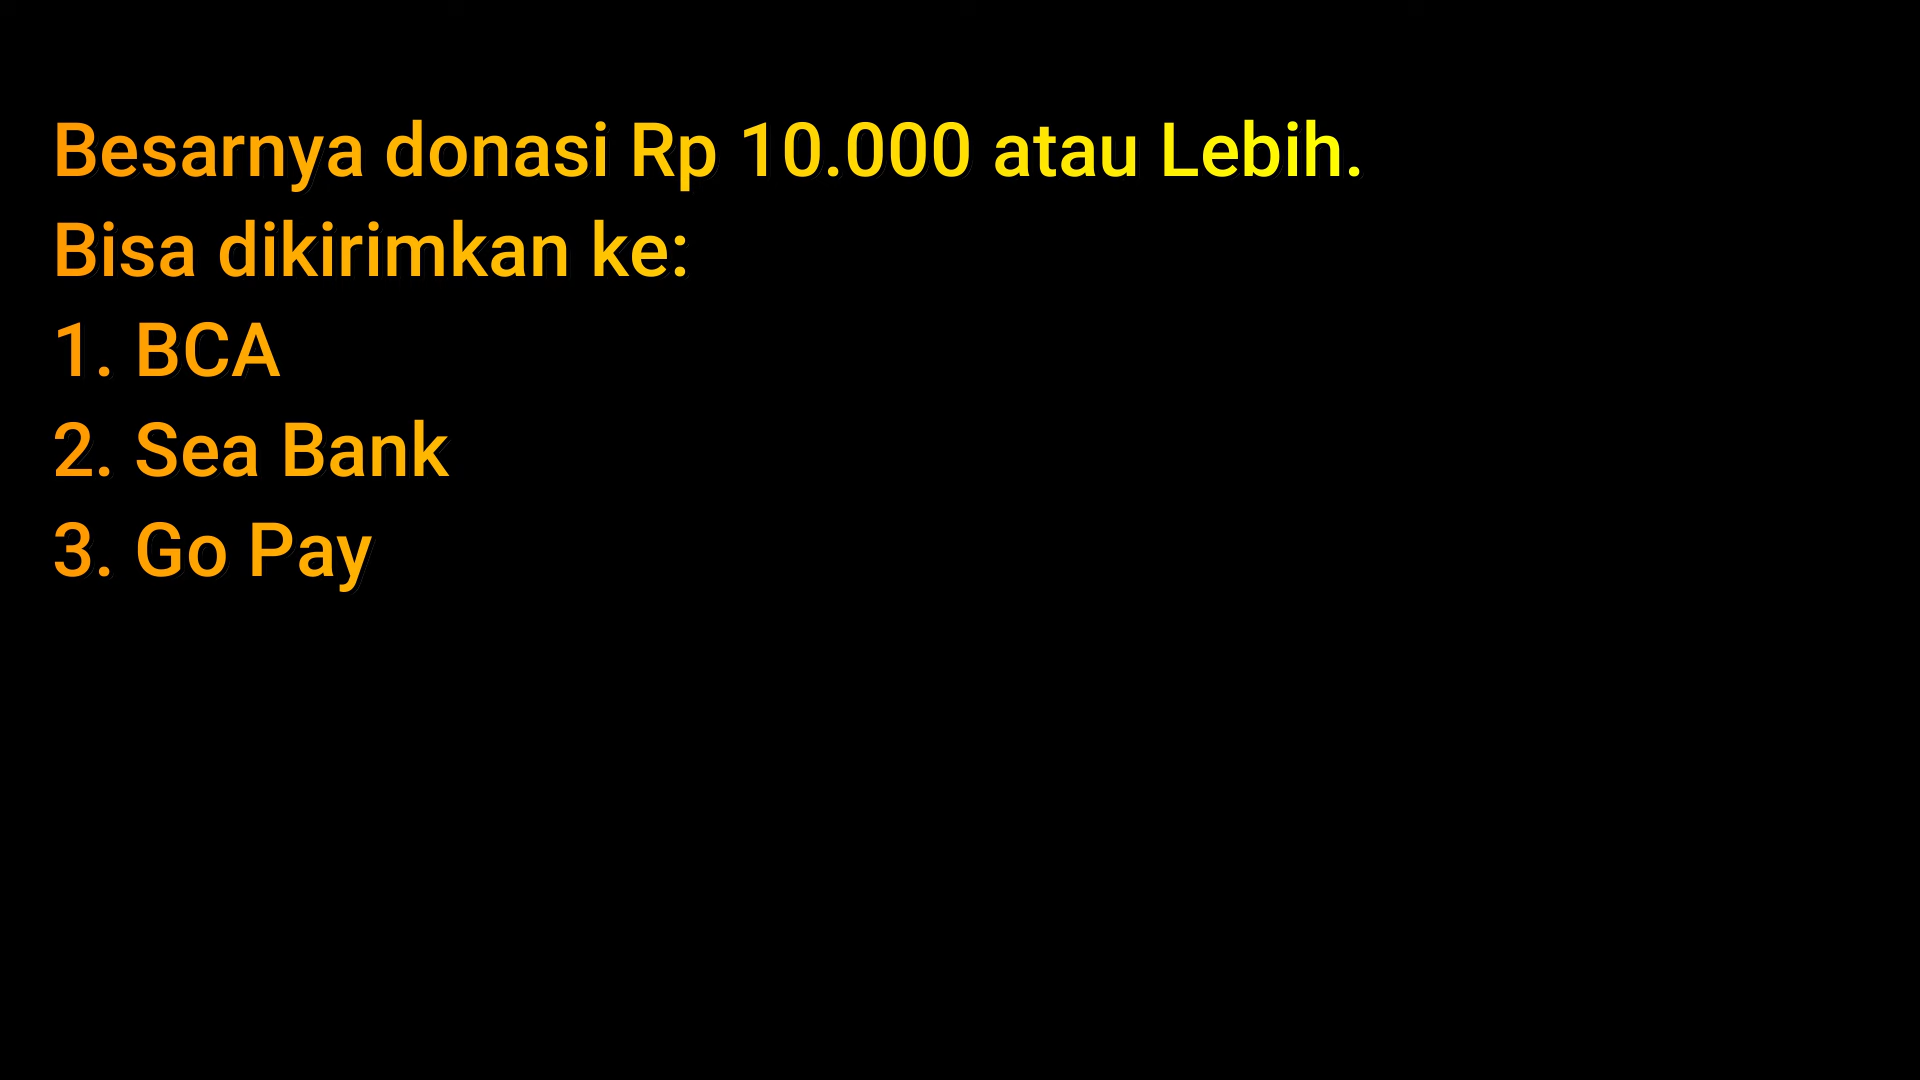 Besarnya donasi Rp 10.000 atau Lebih.
Bisa dikirimkan ke:
1. BCA
2. Sea Bank
3. Go Pay